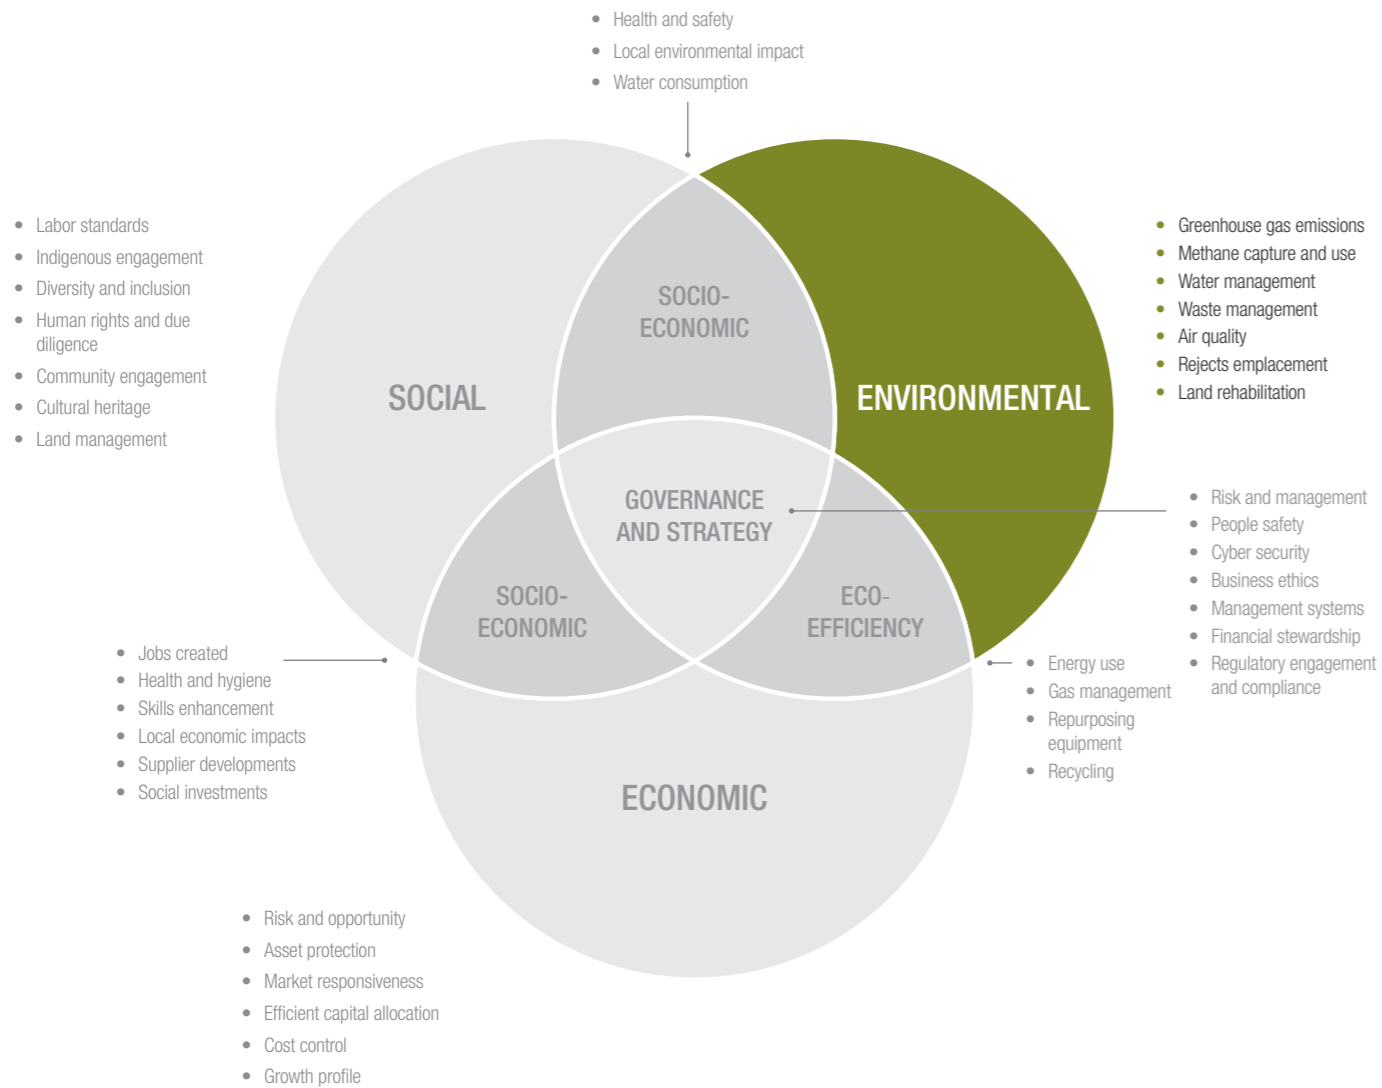 Health and safety
Local environmental impact
Water consumption
Labor standards
Indigenous engagement
Diversity and inclusion
Human rights and due
diligence
Community engagement
Cultural heritage
Land management
SOCIO-
ECONOMIC
SOCIAL
ENVIRONMENTAL
Greenhouse gas emissions
Methane capture and use
Water management
Waste management
Air quality
Rejects emplacement
Land rehabilitation
GOVERNANCE
AND STRATEGY
Risk and management
People safety
Cyber security
Business ethics
Management systems
Financial stewardship
Regulatory engagement
and compliance
SOCIO-
ECONOMIC
ECO-
EFFICIENCY
Jobs created
Health and hygiene
Skills enhancement
Local economic impacts
Supplier developments
Social investments
Energy use
Gas management
Repurposing
equipment
Recycling
ECONOMIC
Risk and opportunity
Asset protection
Market responsiveness
Efficient capital allocation
Cost control
Growth profile